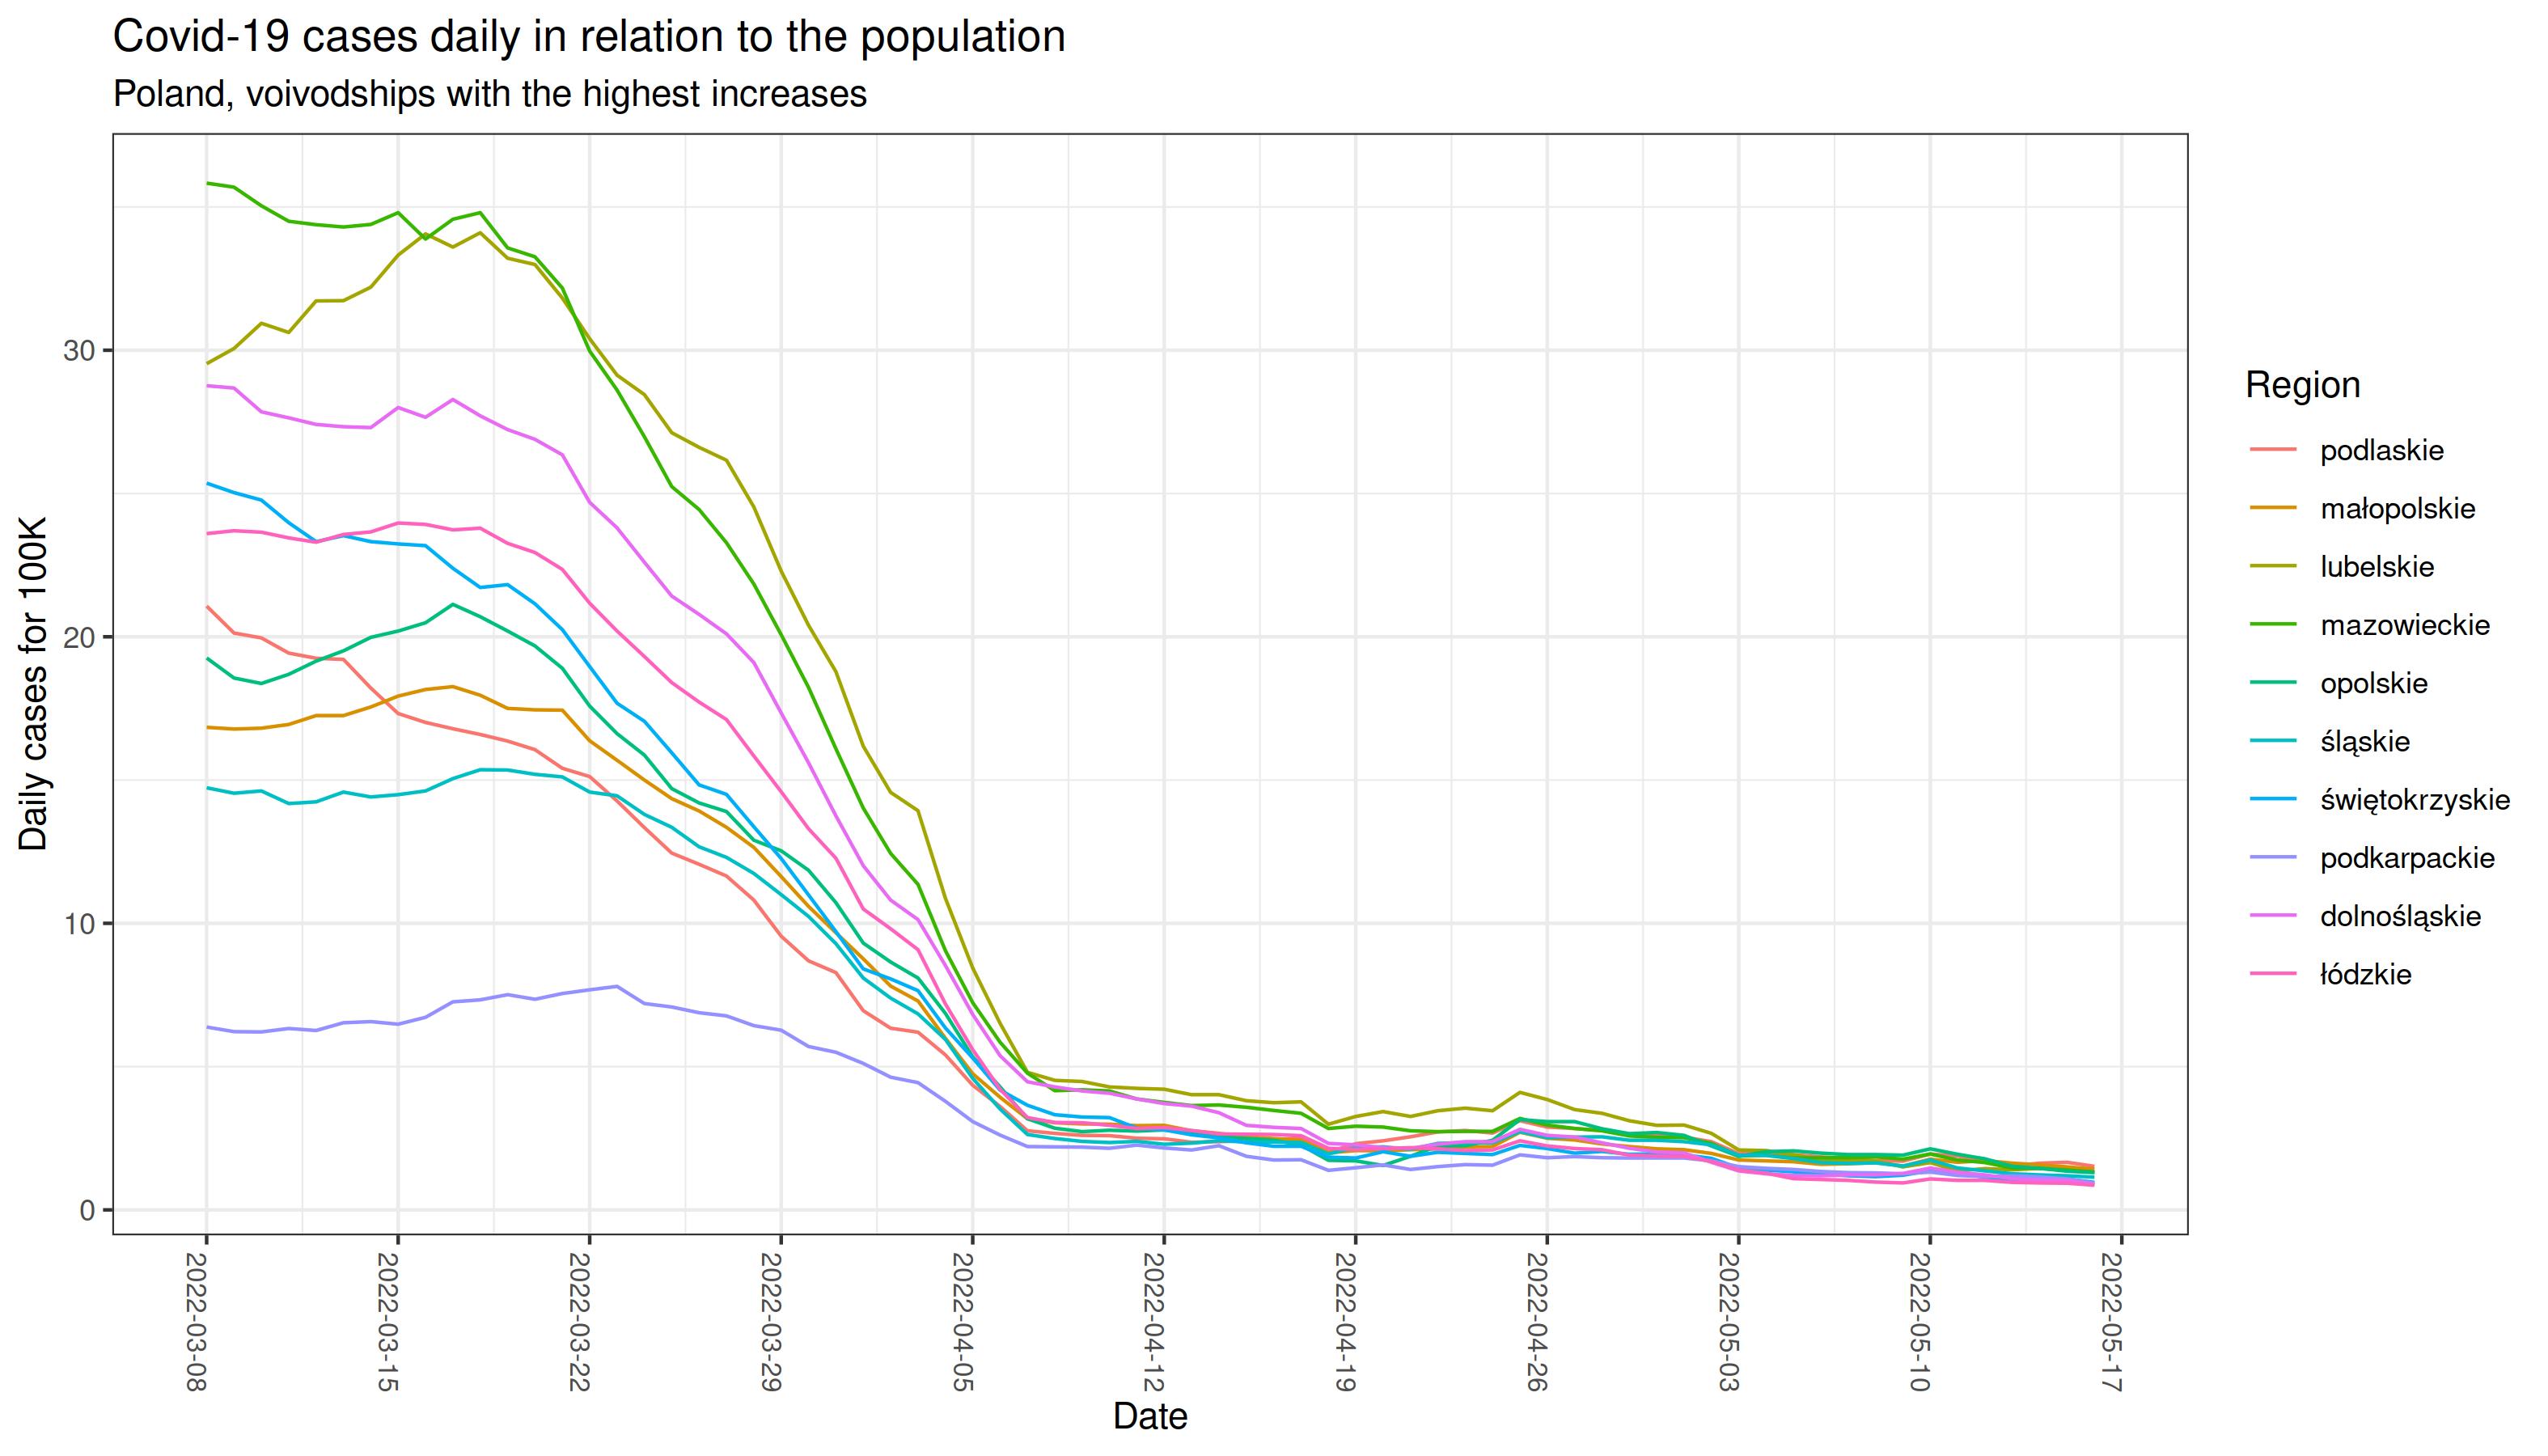 Covid-19 cases daily in relation to the population
Poland, voivodships with the highest increases
Daily cases for 100K
30
20
10
0
2022-03-08
2022-03-15
2022-03-22
2022-03-29
2022-04-05
2022-04-12
2022-04-19
2022-04-26
2022-05-03
2022-05-10
2022-05-17
Date
Region
podlaskie
małopolskie
lubelskie
mazowieckie
opolskie
śląskie
świętokrzyskie
podkarpackie
dolnośląskie
łódzkie